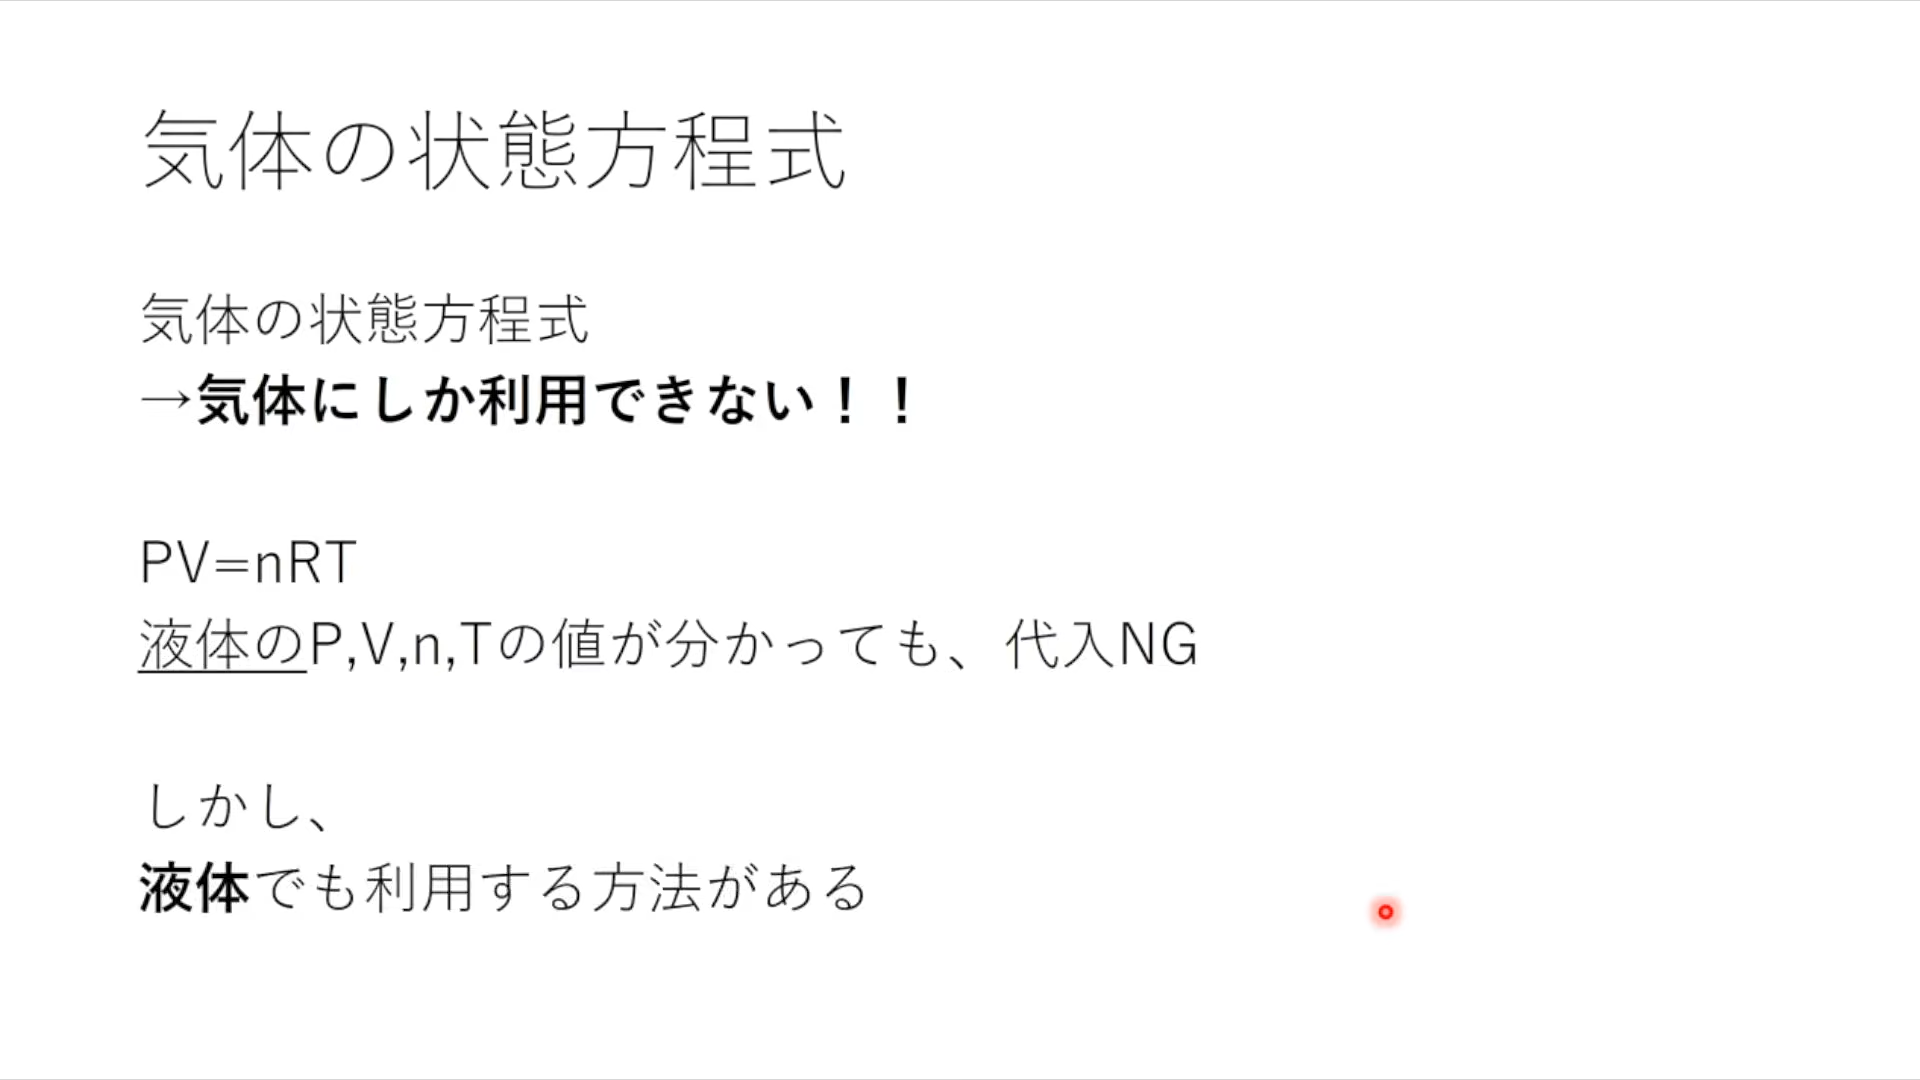 気体の状態方程式
気体の状態方程式
→気体にしか利用できない！！
PV=nRT
液体のP,V,n,Tの値が分かっても、代入NG
しかし、
液体でも利用する方法がある